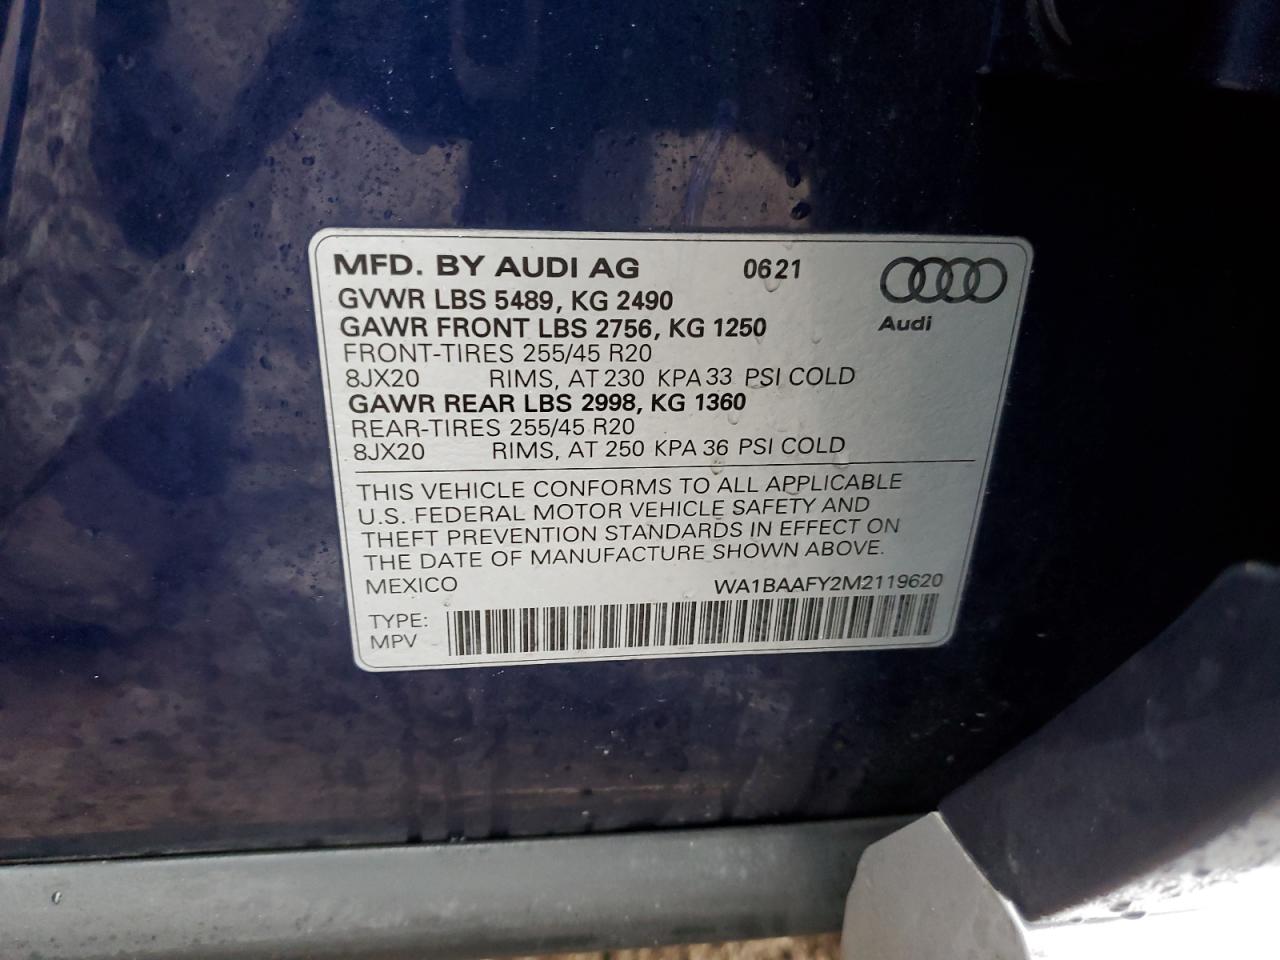 MFD. BY AUDI AG 0621
GVWR LBS 5489, KG 2490
GAWR FRONT LBS 2756, KG 1250
Audi
FRONT-TIRES 255/45 R20
8JX20 RIMS, AT 230 KPA 33 PSI COLD
GAWR REAR LBS 2998, KG 1360
REAR-TIRES 255/45 R20
8JX20 RIMS, AT 250 KPA 36 PSI COLD
THIS VEHICLE CONFORMS TO ALL APPLICABLE
U.S. FEDERAL MOTOR VEHICLE SAFETY AND
THEFT PREVENTION STANDARDS IN EFFECT ON
THE DATE OF MANUFACTURE SHOWN ABOVE.
MEXICO WA1BAAFY2M2119620
TYPE:
MPV